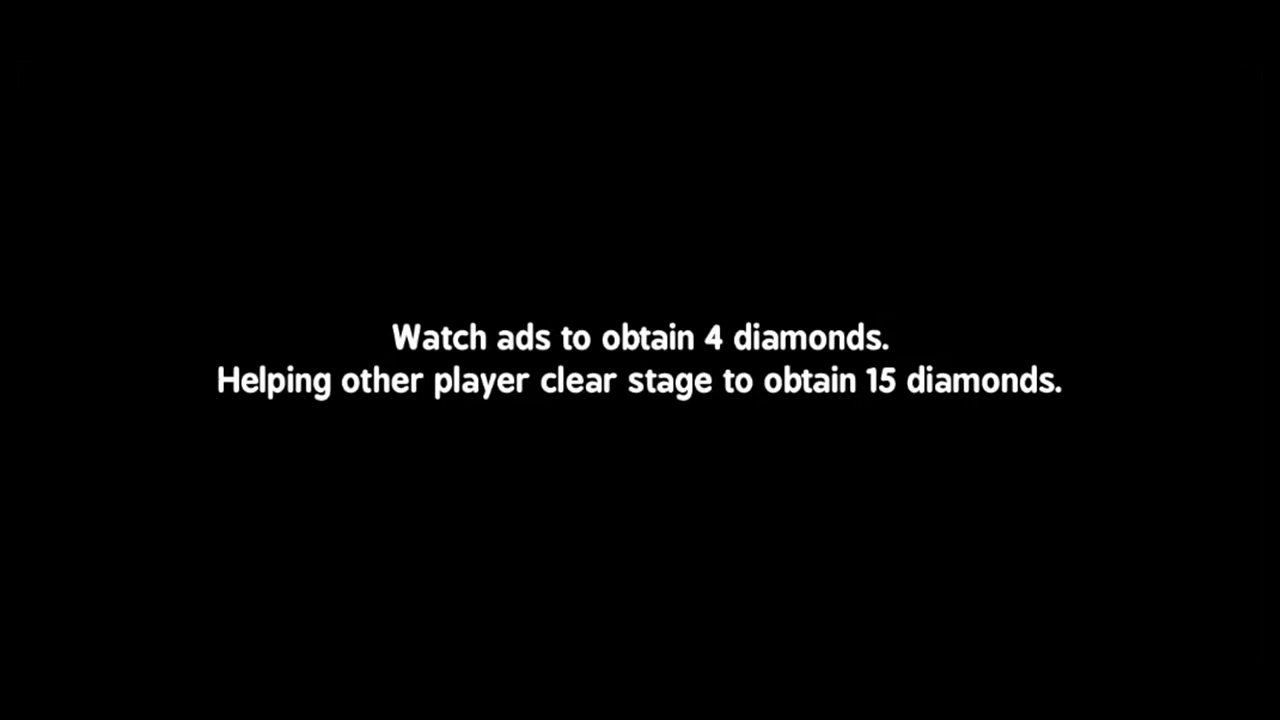 Watch ads to obtain 4 diamonds.
Helping other player clear stage to obtain 15 diamonds.